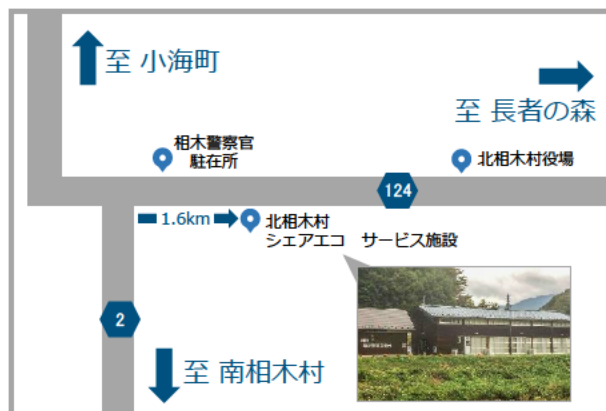 至 小海町
至 長者の森
相木警察官
駐在所
北相木村役場
124
1.6km
北相木村
シェアエコ　サービス施設
2
至 南相木村